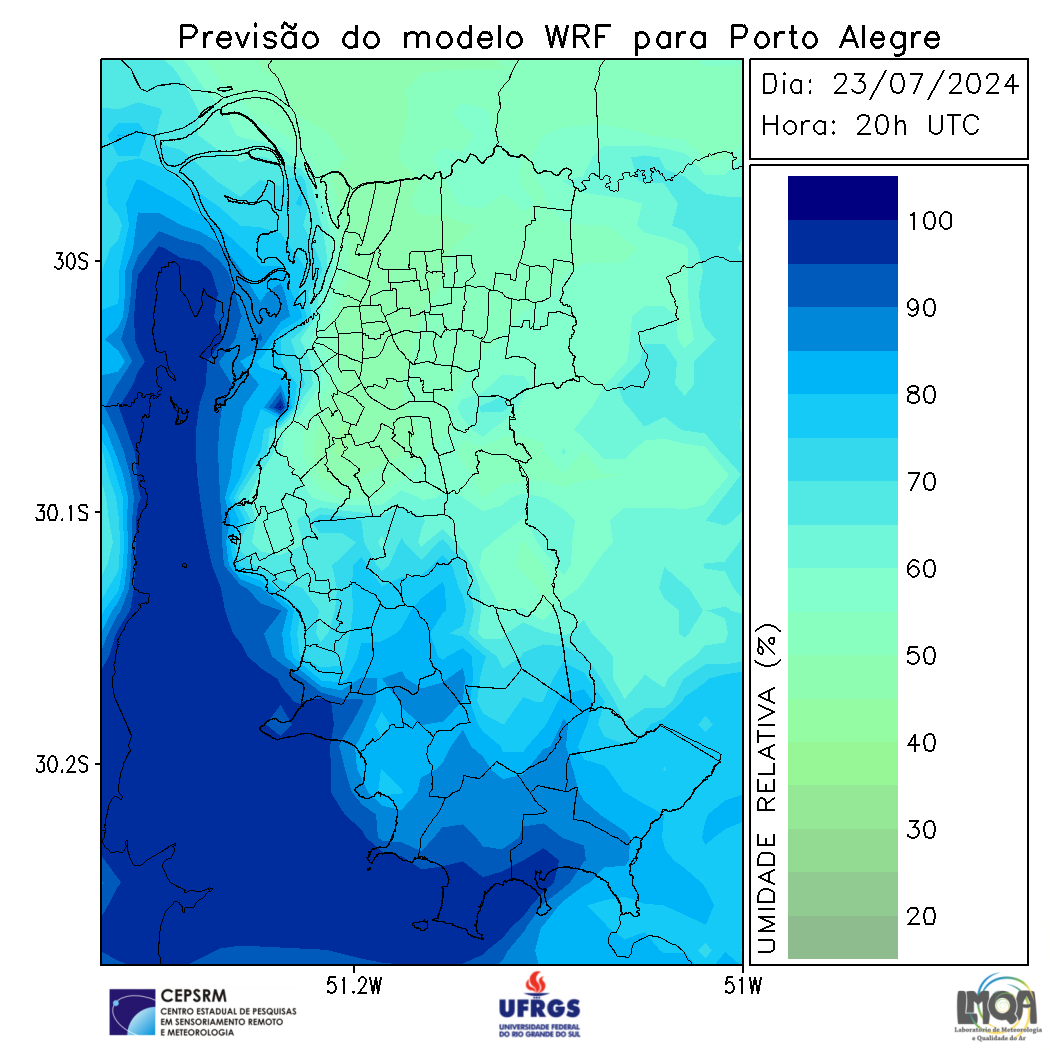 Previsão do modelo WRF para Porto Alegre
Dia: 23/07/2024
Hora: 20h UTC
30S
30.1S
30.2S
51.2W
51W
UMIDADE RELATIVA (%)
100
90
80
70
60
50
40
30
20
CEPSRM
CENTRO ESTADUAL DE PESQUISAS
EM SENSORIAMENTO REMOTO
E METEOROLOGIA
UFRGS
UNIVERSIDADE FEDERAL
DO RIO GRANDE DO SUL
LMQA
Laboratório de Meteorologia
e Qualidade do Ar